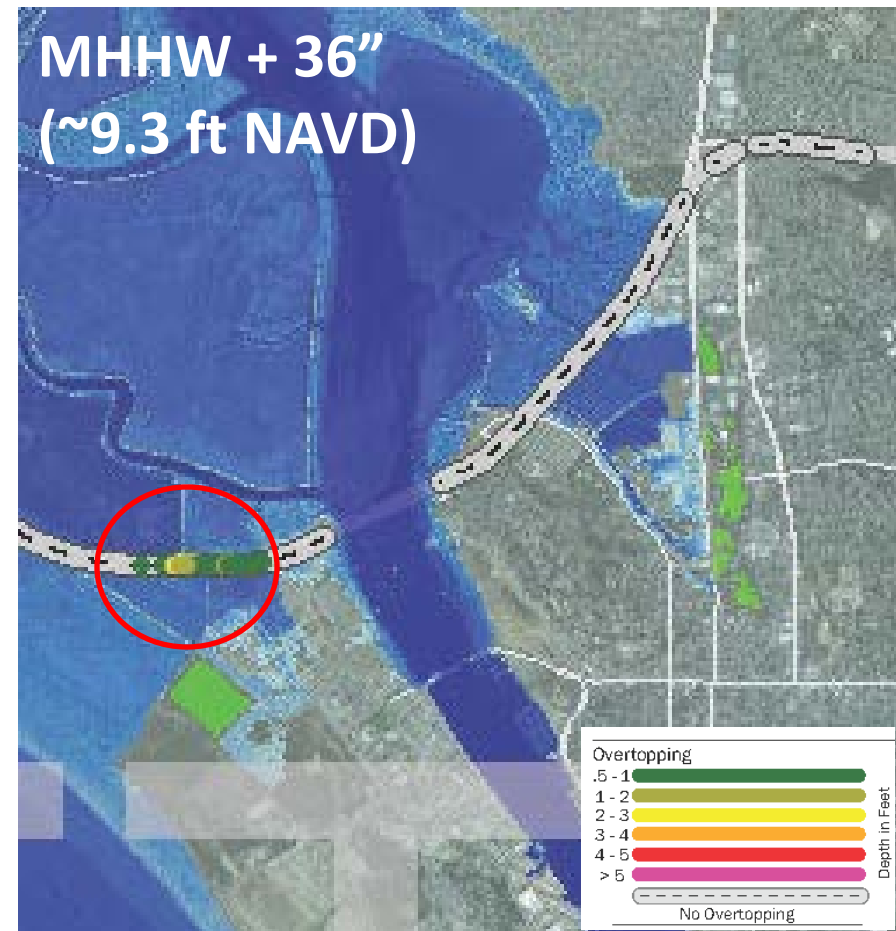 MHHW + 36”
(~9.3 ft NAVD)
Overtopping
.5 - 1
1 - 2
2 - 3
3 - 4
4 - 5
> 5
Depth in Feet
No Overtopping